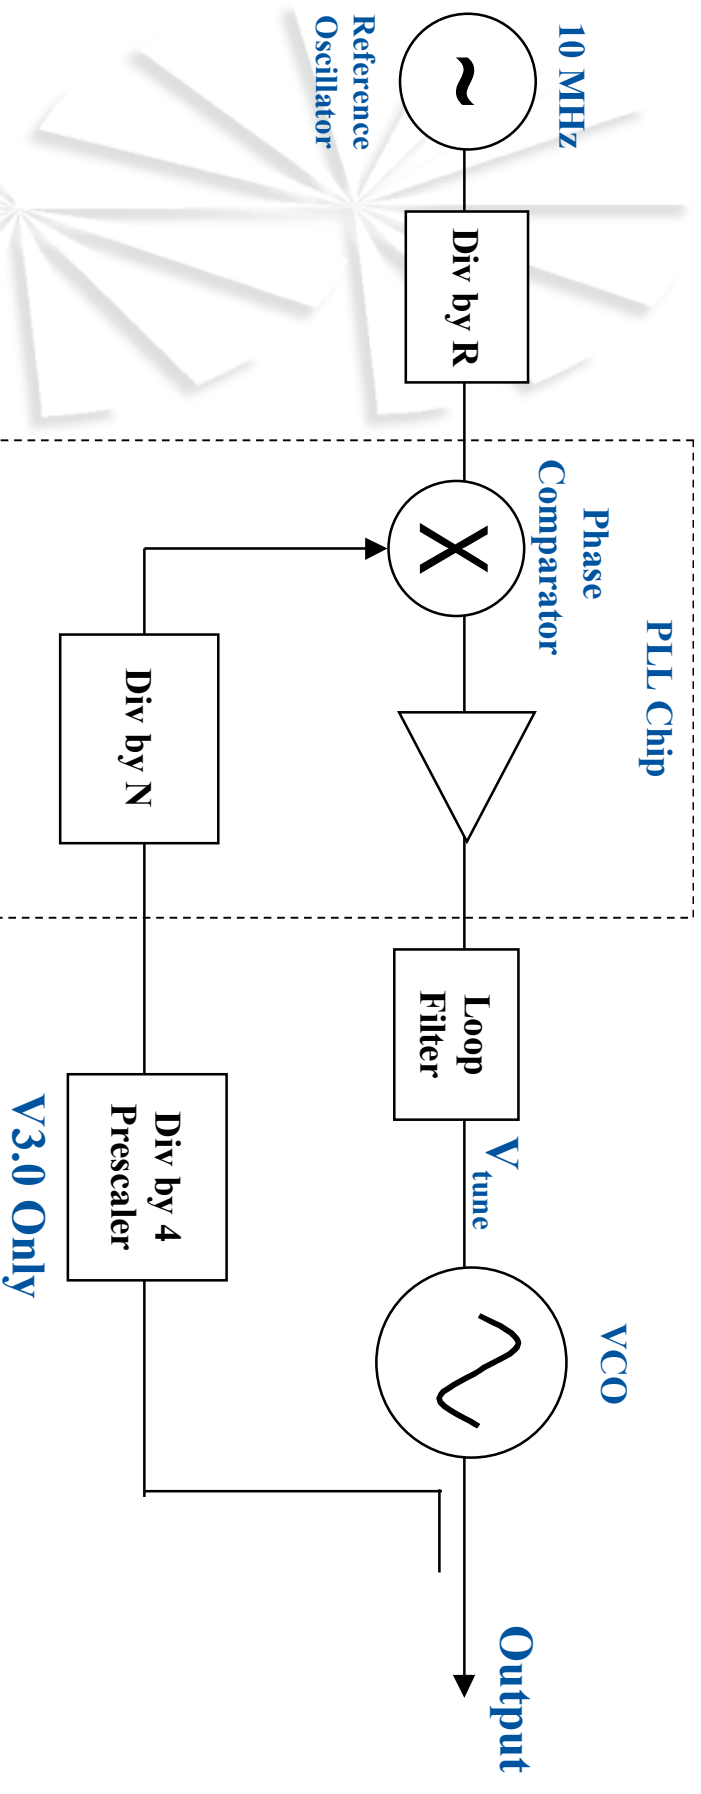 10 MHz
Reference
Oscillator
~
Div by R
PLL Chip
Phase
Comparator
X
Div by N
Loop
Filter
Vtune
VCO
Div by 4
Prescaler
V3.0 Only
Output